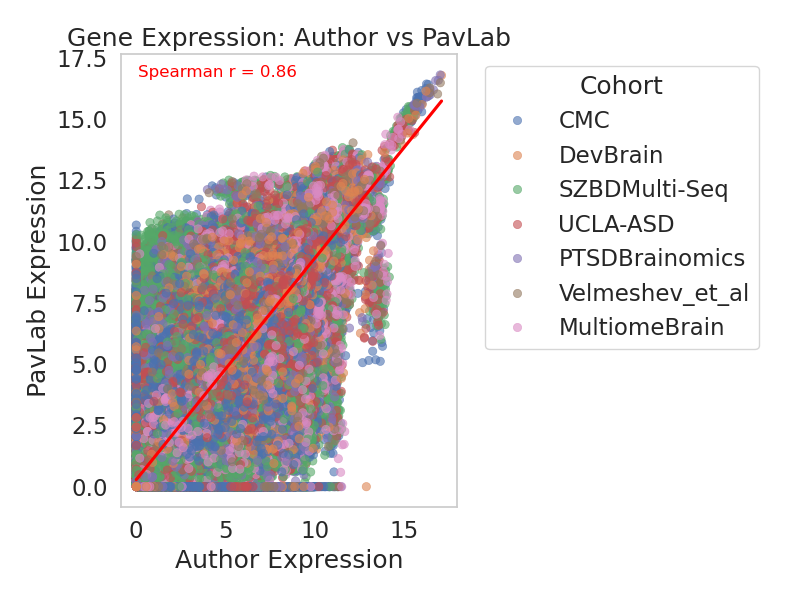 Gene Expression: Author vs PavLab
Spearman r = 0.86
17.5
15.0
12.5
10.0
7.5
5.0
2.5
0.0
PavLab Expression
0
5
10
15
Author Expression
Cohort
CMC
DevBrain
SZBDMulti-Seq
UCLA-ASD
PTSDBrainomics
Velmeshev_et_al
MultiomeBrain